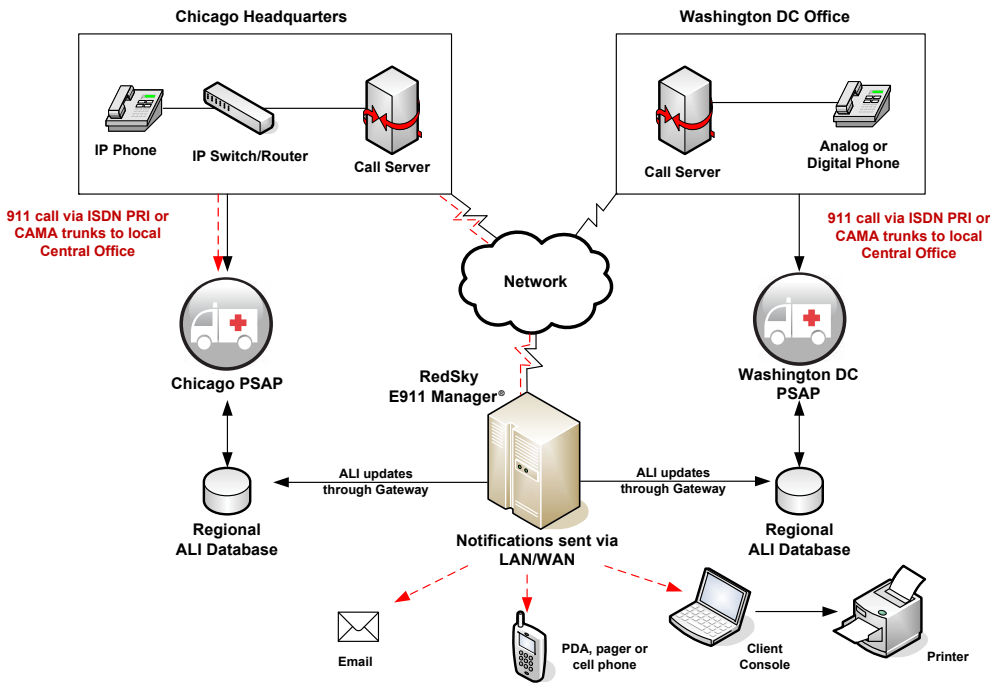 Chicago Headquarters
Washington DC Office
IP Phone
IP Switch/Router
Call Server
Call Server
Analog or
Digital Phone
911 call via ISDN PRI or
CAMA trunks to local
Central Office
911 call via ISDN PRI or
CAMA trunks to local
Central Office
Network
Chicago PSAP
RedSky
E911 Manager®
Washington DC
PSAP
ALI updates
through Gateway
ALI updates
through Gateway
Regional
ALI Database
Notifications sent via
LAN/WAN
Regional
ALI Database
Email
PDA, pager or
cell phone
Client
Console
Printer